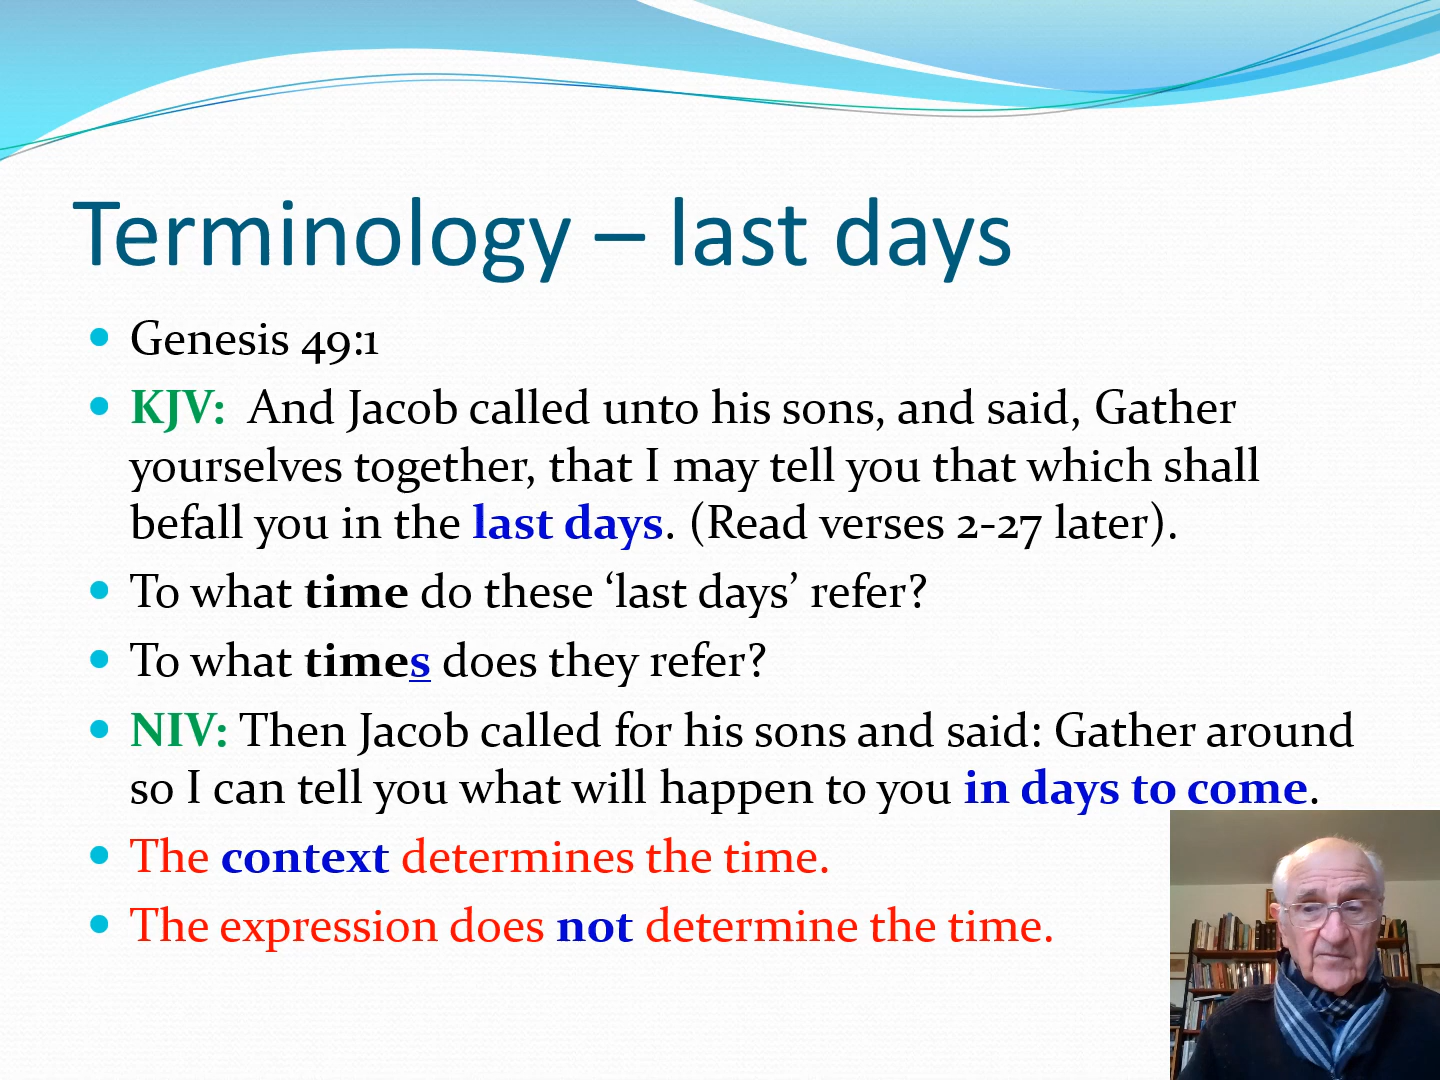 Terminology – last days
Genesis 49:1
KJV: And Jacob called unto his sons, and said, Gather
yourselves together, that I may tell you that which shall
befall you in the last days. (Read verses 2-27 later).
To what time do these ‘last days’ refer?
To what times does they refer?
NIV: Then Jacob called for his sons and said: Gather around
so I can tell you what will happen to you in days to come.
The context determines the time.
The expression does not determine the time.